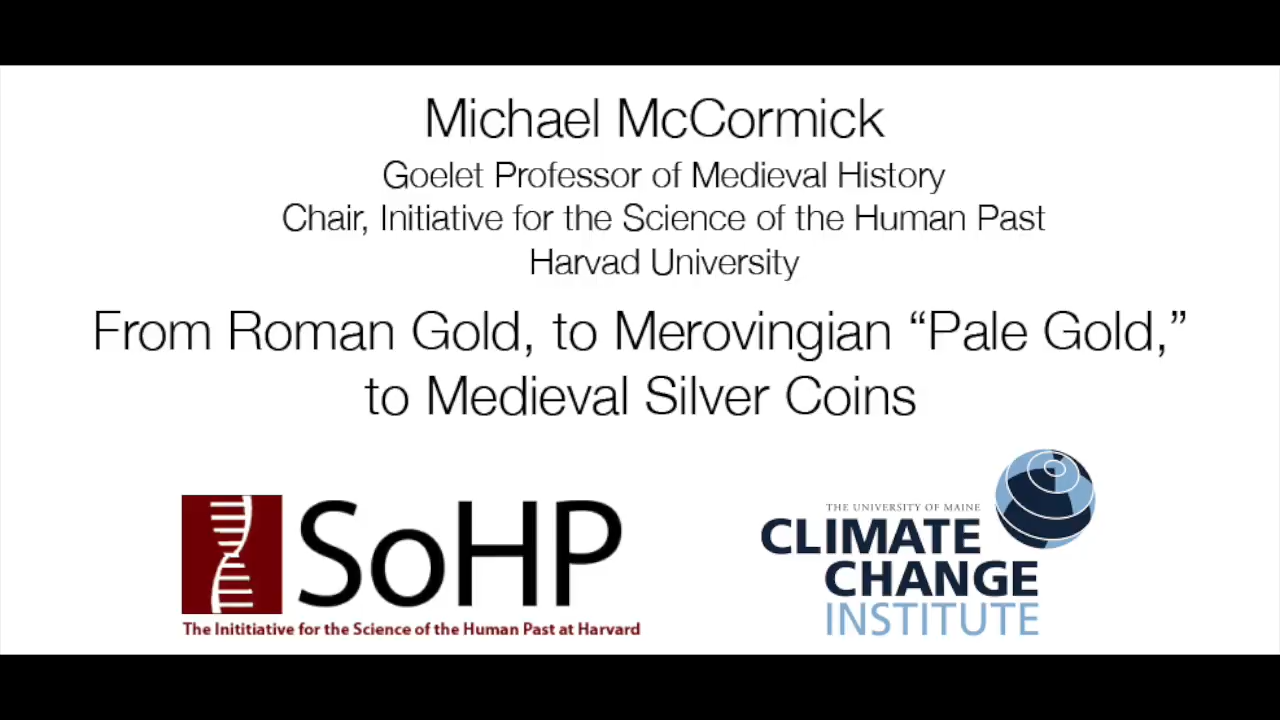 Michael McCormick
Goelet Professor of Medieval History
Chair, Initiative for the Science of the Human Past
Harvad University
From Roman Gold, to Merovingian “Pale Gold,”
to Medieval Silver Coins
SoHP
The Inititiative for the Science of the Human Past at Harvard
THE UNIVERSITY OF MAINE
CLIMATE
CHANGE
INSTITUTE